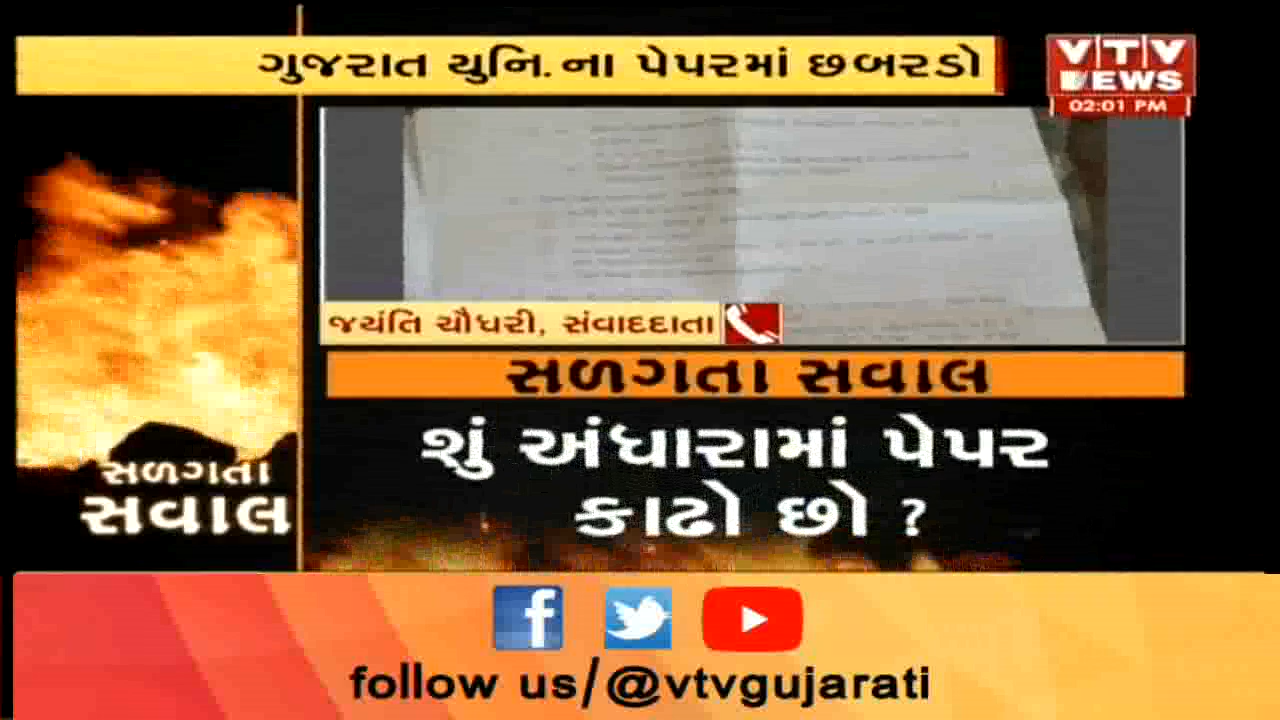 ગુજરાત યુનિ. ના પેપરમાં છબરડો
VTV
NEWS
02:01 PM
જયંતિ ચૌધરી, સંવાદદાતા
સળગતા સવાલ
શું અંધારામાં પેપર
કાઢો છો ?
સળગતા
સવાલ
follow us/@vtvgujarati